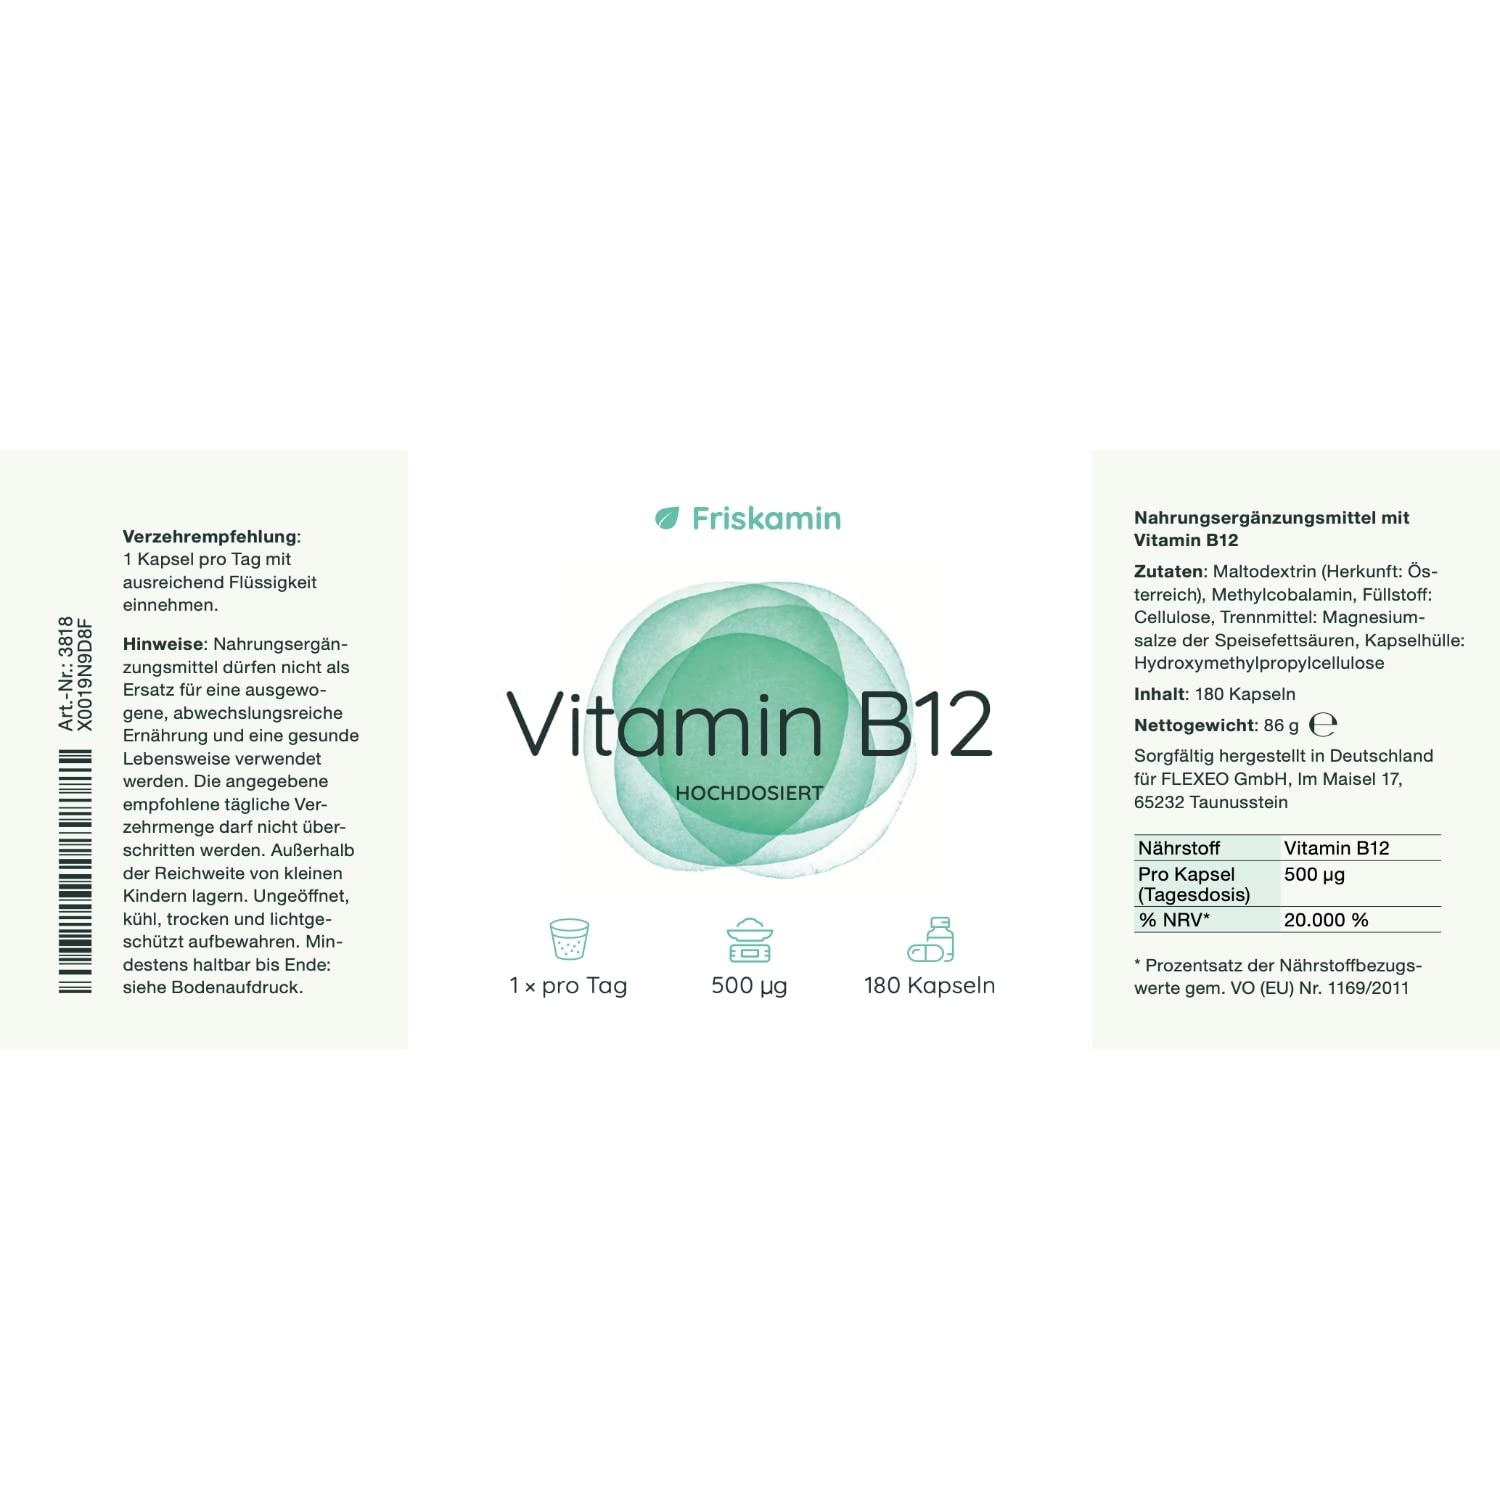 Art.-Nr.: 3818
X0019N9D8F
Verzehrempfehlung:
1 Kapsel pro Tag mit
ausreichend Flüssigkeit
einnehmen.
Hinweise: Nahrungsergän-
zungsmittel dürfen nicht als
Ersatz für eine ausgewo-
gene, abwechslungsreiche
Ernährung und eine gesunde
Lebensweise verwendet
werden. Die angegebene
empfohlene tägliche Ver-
zehrmenge darf nicht über-
schritten werden. Außerhalb
der Reichweite von kleinen
Kindern lagern. Ungeöffnet,
kühl, trocken und lichtge-
schützt aufbewahren. Min-
destens haltbar bis Ende:
siehe Bodenaufdruck.
Friskamin
Vitamin B12
HOCHDOSIERT
1 × pro Tag
500 µg
180 Kapseln
Nahrungsergänzungsmittel mit
Vitamin B12
Zutaten: Maltodextrin (Herkunft: Ös-
terreich), Methylcobalamin, Füllstoff:
Cellulose, Trennmittel: Magnesium-
salze der Speisefettsäuren, Kapselhülle:
Hydroxymethylpropylcellulose
Inhalt: 180 Kapseln
Nettogewicht: 86 g ℮
Sorgfältig hergestellt in Deutschland
für FLEXEO GmbH, Im Maisel 17,
65232 Taunusstein
Nährstoff Vitamin B12
Pro Kapsel 500 µg
(Tagesdosis)
% NRV* 20.000 %
* Prozentsatz der Nährstoffbezugs-
werte gem. VO (EU) Nr. 1169/2011